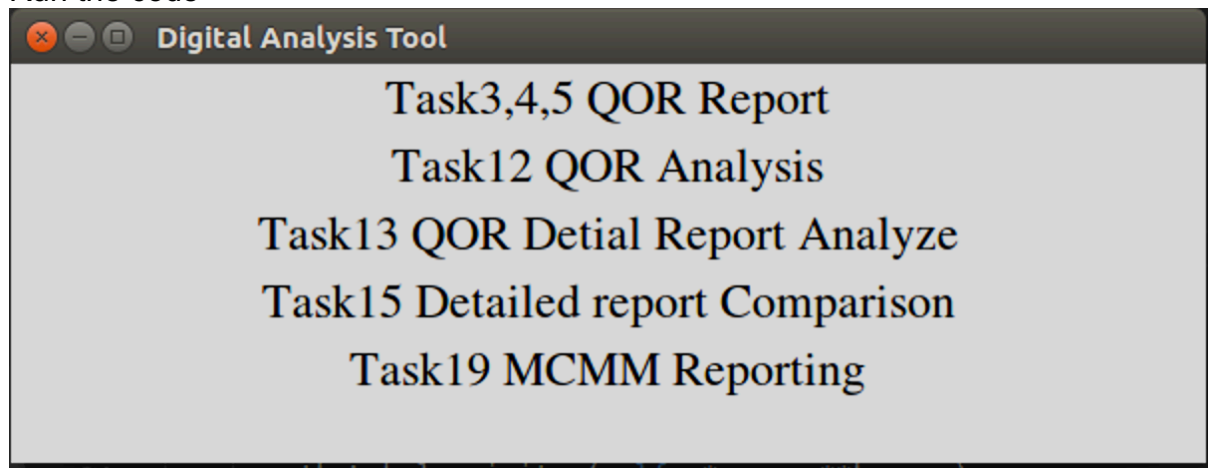 Digital Analysis Tool
Task3,4,5 QOR Report
Task12 QOR Analysis
Task13 QOR Detial Report Analyze
Task15 Detailed report Comparison
Task19 MCMM Reporting